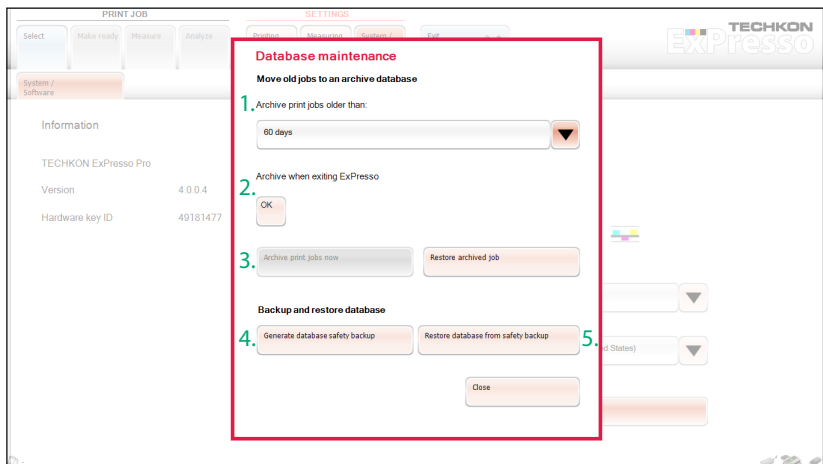 PRINT JOB
SETTINGS
Select
Make ready
Measure
Analyze
Printing
Measuring
System /
Exit
TECHKON
ExPresso
System /
Software
Database maintenance
Move old jobs to an archive database
1. Archive print jobs older than:
60 days
2. Archive when exiting ExPresso
OK
3. Archive print jobs now
Restore archived job
Backup and restore database
4. Generate database safety backup
Restore database from safety backup 5.
Close
Information
TECHKON ExPresso Pro
Version 4.0.0.4
Hardware key ID 49181477
States)